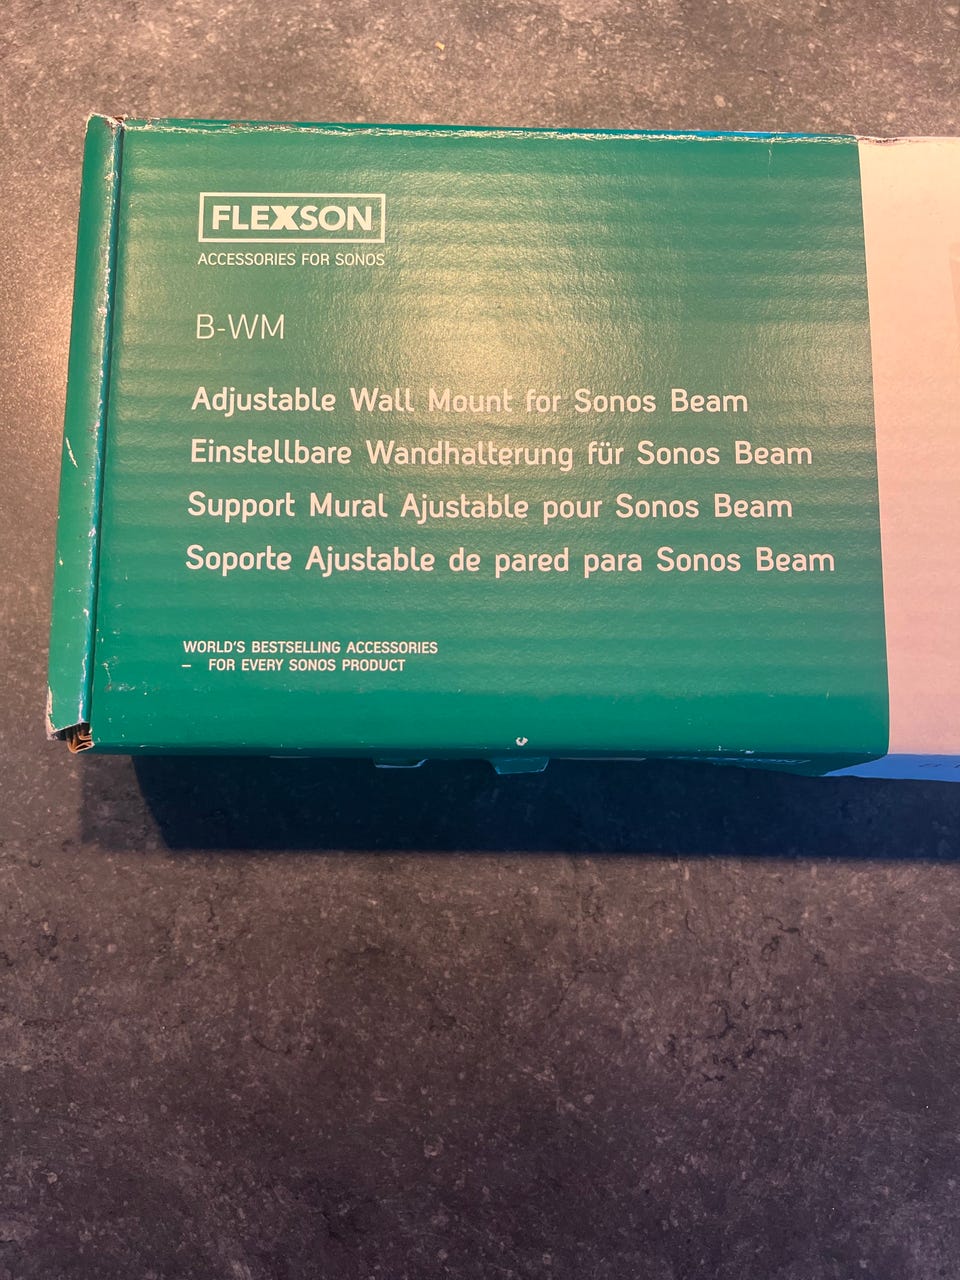 FLEXSON
ACCESSORIES FOR SONOS
B-WM
Adjustable Wall Mount for Sonos Beam
Einstellbare Wandhalterung für Sonos Beam
Support Mural Ajustable pour Sonos Beam
Soporte Ajustable de pared para Sonos Beam
WORLD'S BESTSELLING ACCESSORIES
– FOR EVERY SONOS PRODUCT